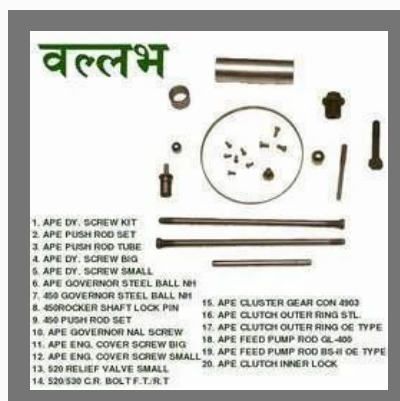 वल्लभ
1. APE DY. SCREW KIT
2. APE PUSH ROD SET
3. APE PUSH ROD TUBE
4. APE DY. SCREW BIG
5. APE DY. SCREW SMALL
6. APE GOVERNOR STEEL BALL NH
7. 450 GOVERNOR STEEL BALL NH
8. 450ROCKER SHAFT LOCK PIN
9. 450 PUSH ROD SET
10. APE GOVERNOR NAL SCREW
11. APE ENG. COVER SCREW BIG
12. APE ENG. COVER SCREW SMALL
13. 520 RELIEF VALVE SMALL
14. 520/530 C.R. BOLT F.T./R.T
15. APE CLUSTER GEAR CON 4903
16. APE CLUTCH OUTER RING STL.
17. APE CLUTCH OUTER RING OE TYPE
18. APE FEED PUMP ROD GL-400
19. APE FEED PUMP ROD BS-II OE TYPE
20. APE CLUTCH INNER LOCK